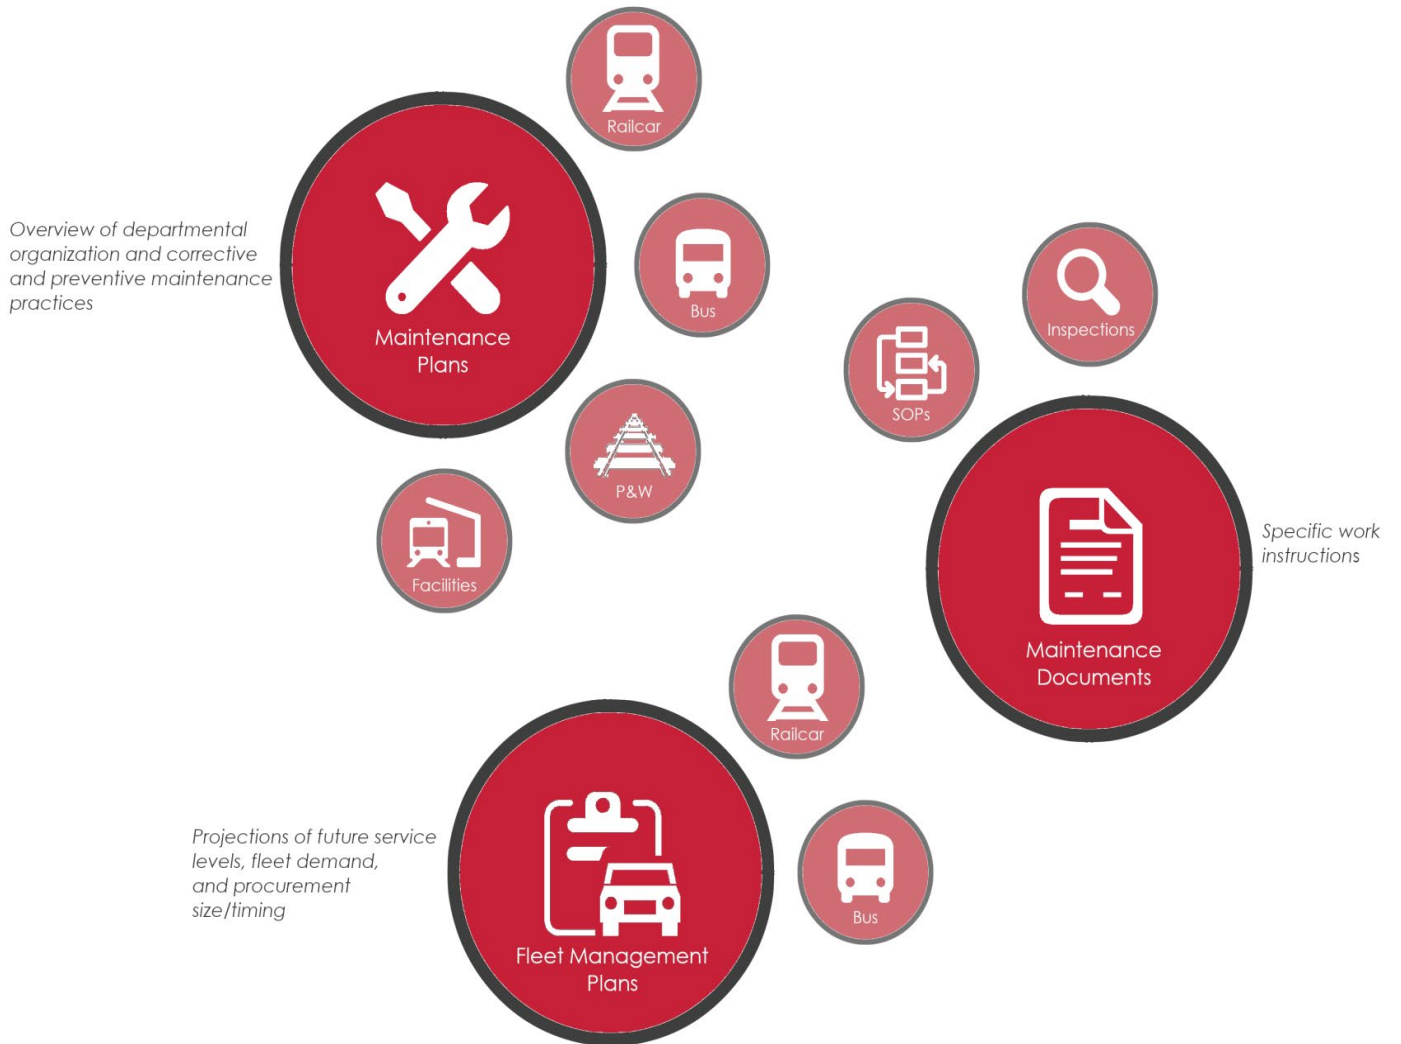 Railcar
Overview of departmental
organization and corrective
and preventive maintenance
practices
Maintenance
Plans
Bus
P&W
Facilities
Inspections
SOPs
Maintenance
Documents
Specific work
instructions
Projections of future service
levels, fleet demand,
and procurement
size/timing
Fleet Management
Plans
Railcar
Bus